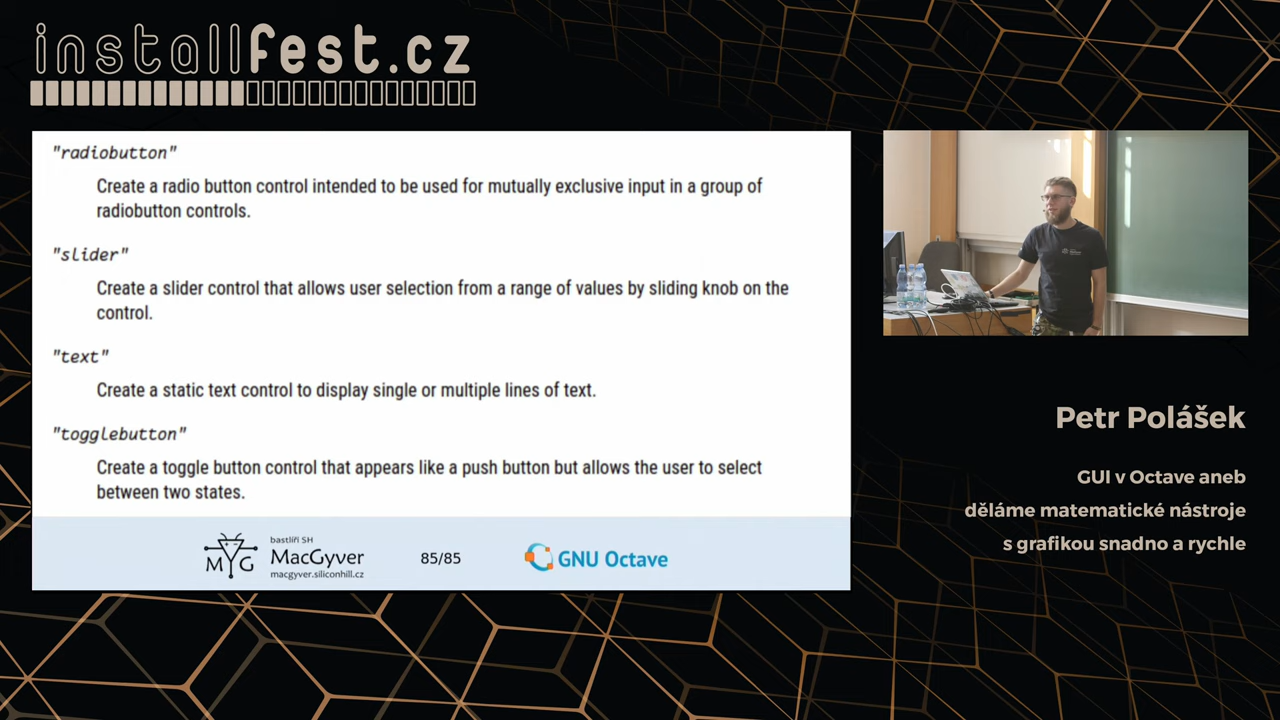 installfest.cz
"radiobutton"
Create a radio button control intended to be used for mutually exclusive input in a group of
radiobutton controls.
"slider"
Create a slider control that allows user selection from a range of values by sliding knob on the
control.
"text"
Create a static text control to display single or multiple lines of text.
"togglebutton"
Create a toggle button control that appears like a push button but allows the user to select
between two states.
MYG
bastlíři SH
MacGyver
macgyver.siliconhill.cz
85/85
GNU Octave
Petr Polášek
GUI v Octave aneb
děláme matematické nástroje
s grafikou snadno a rychle